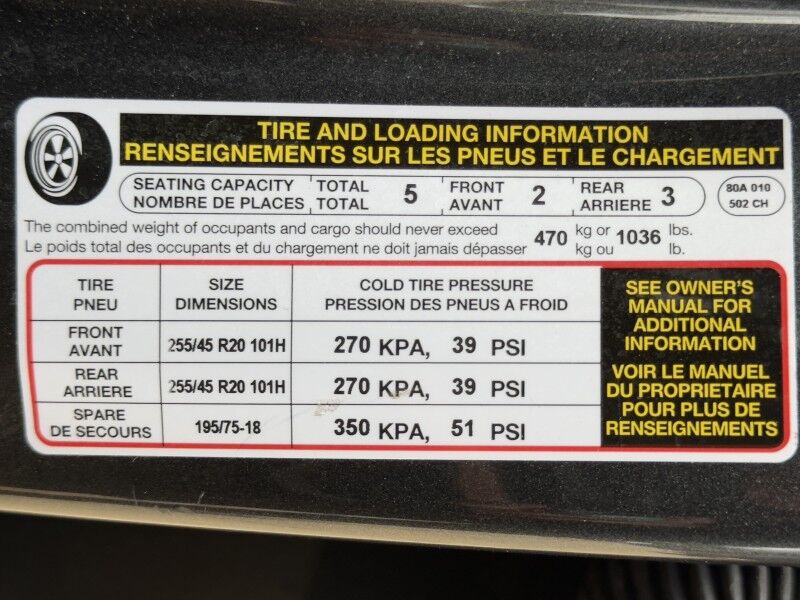 TIRE AND LOADING INFORMATION
RENSEIGNEMENTS SUR LES PNEUS ET LE CHARGEMENT
SEATING CAPACITY TOTAL 5 FRONT 2 REAR 3
NOMBRE DE PLACES TOTAL AVANT ARRIERE
80A 010
502 CH
The combined weight of occupants and cargo should never exceed 470 kg or 1036 lbs.
Le poids total des occupants et du chargement ne doit jamais dépasser kg ou lb.
TIRE SIZE COLD TIRE PRESSURE
PNEU DIMENSIONS PRESSION DES PNEUS A FROID
FRONT
AVANT 255/45 R20 101H 270 KPA, 39 PSI
REAR
ARRIERE 255/45 R20 101H 270 KPA, 39 PSI
SPARE
DE SECOURS 195/75-18 350 KPA, 51 PSI
SEE OWNER'S
MANUAL FOR
ADDITIONAL
INFORMATION
VOIR LE MANUEL
DU PROPRIETAIRE
POUR PLUS DE
RENSEIGNEMENTS